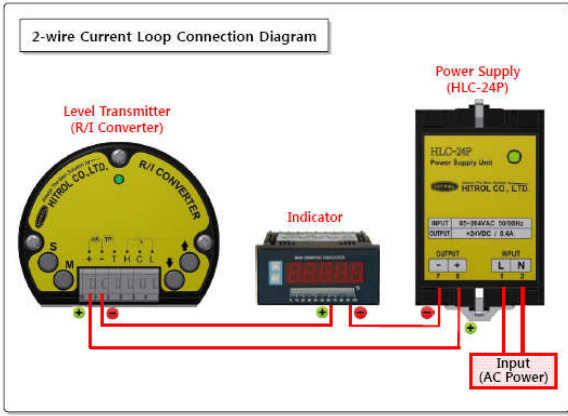 2-wire Current Loop Connection Diagram
Power Supply
(HLC-24P)
Level Transmitter
(R/I Converter)
HITROL CO., LTD.
R/I CONVERTER
S
M
+ - T H C L
Indicator
HLC-24P
Power Supply Unit
HITROL CO., LTD.
INPUT 85~264VAC 50/60Hz
OUTPUT +24VDC / 0.4A
OUTPUT INPUT
- + L N
Input
(AC Power)